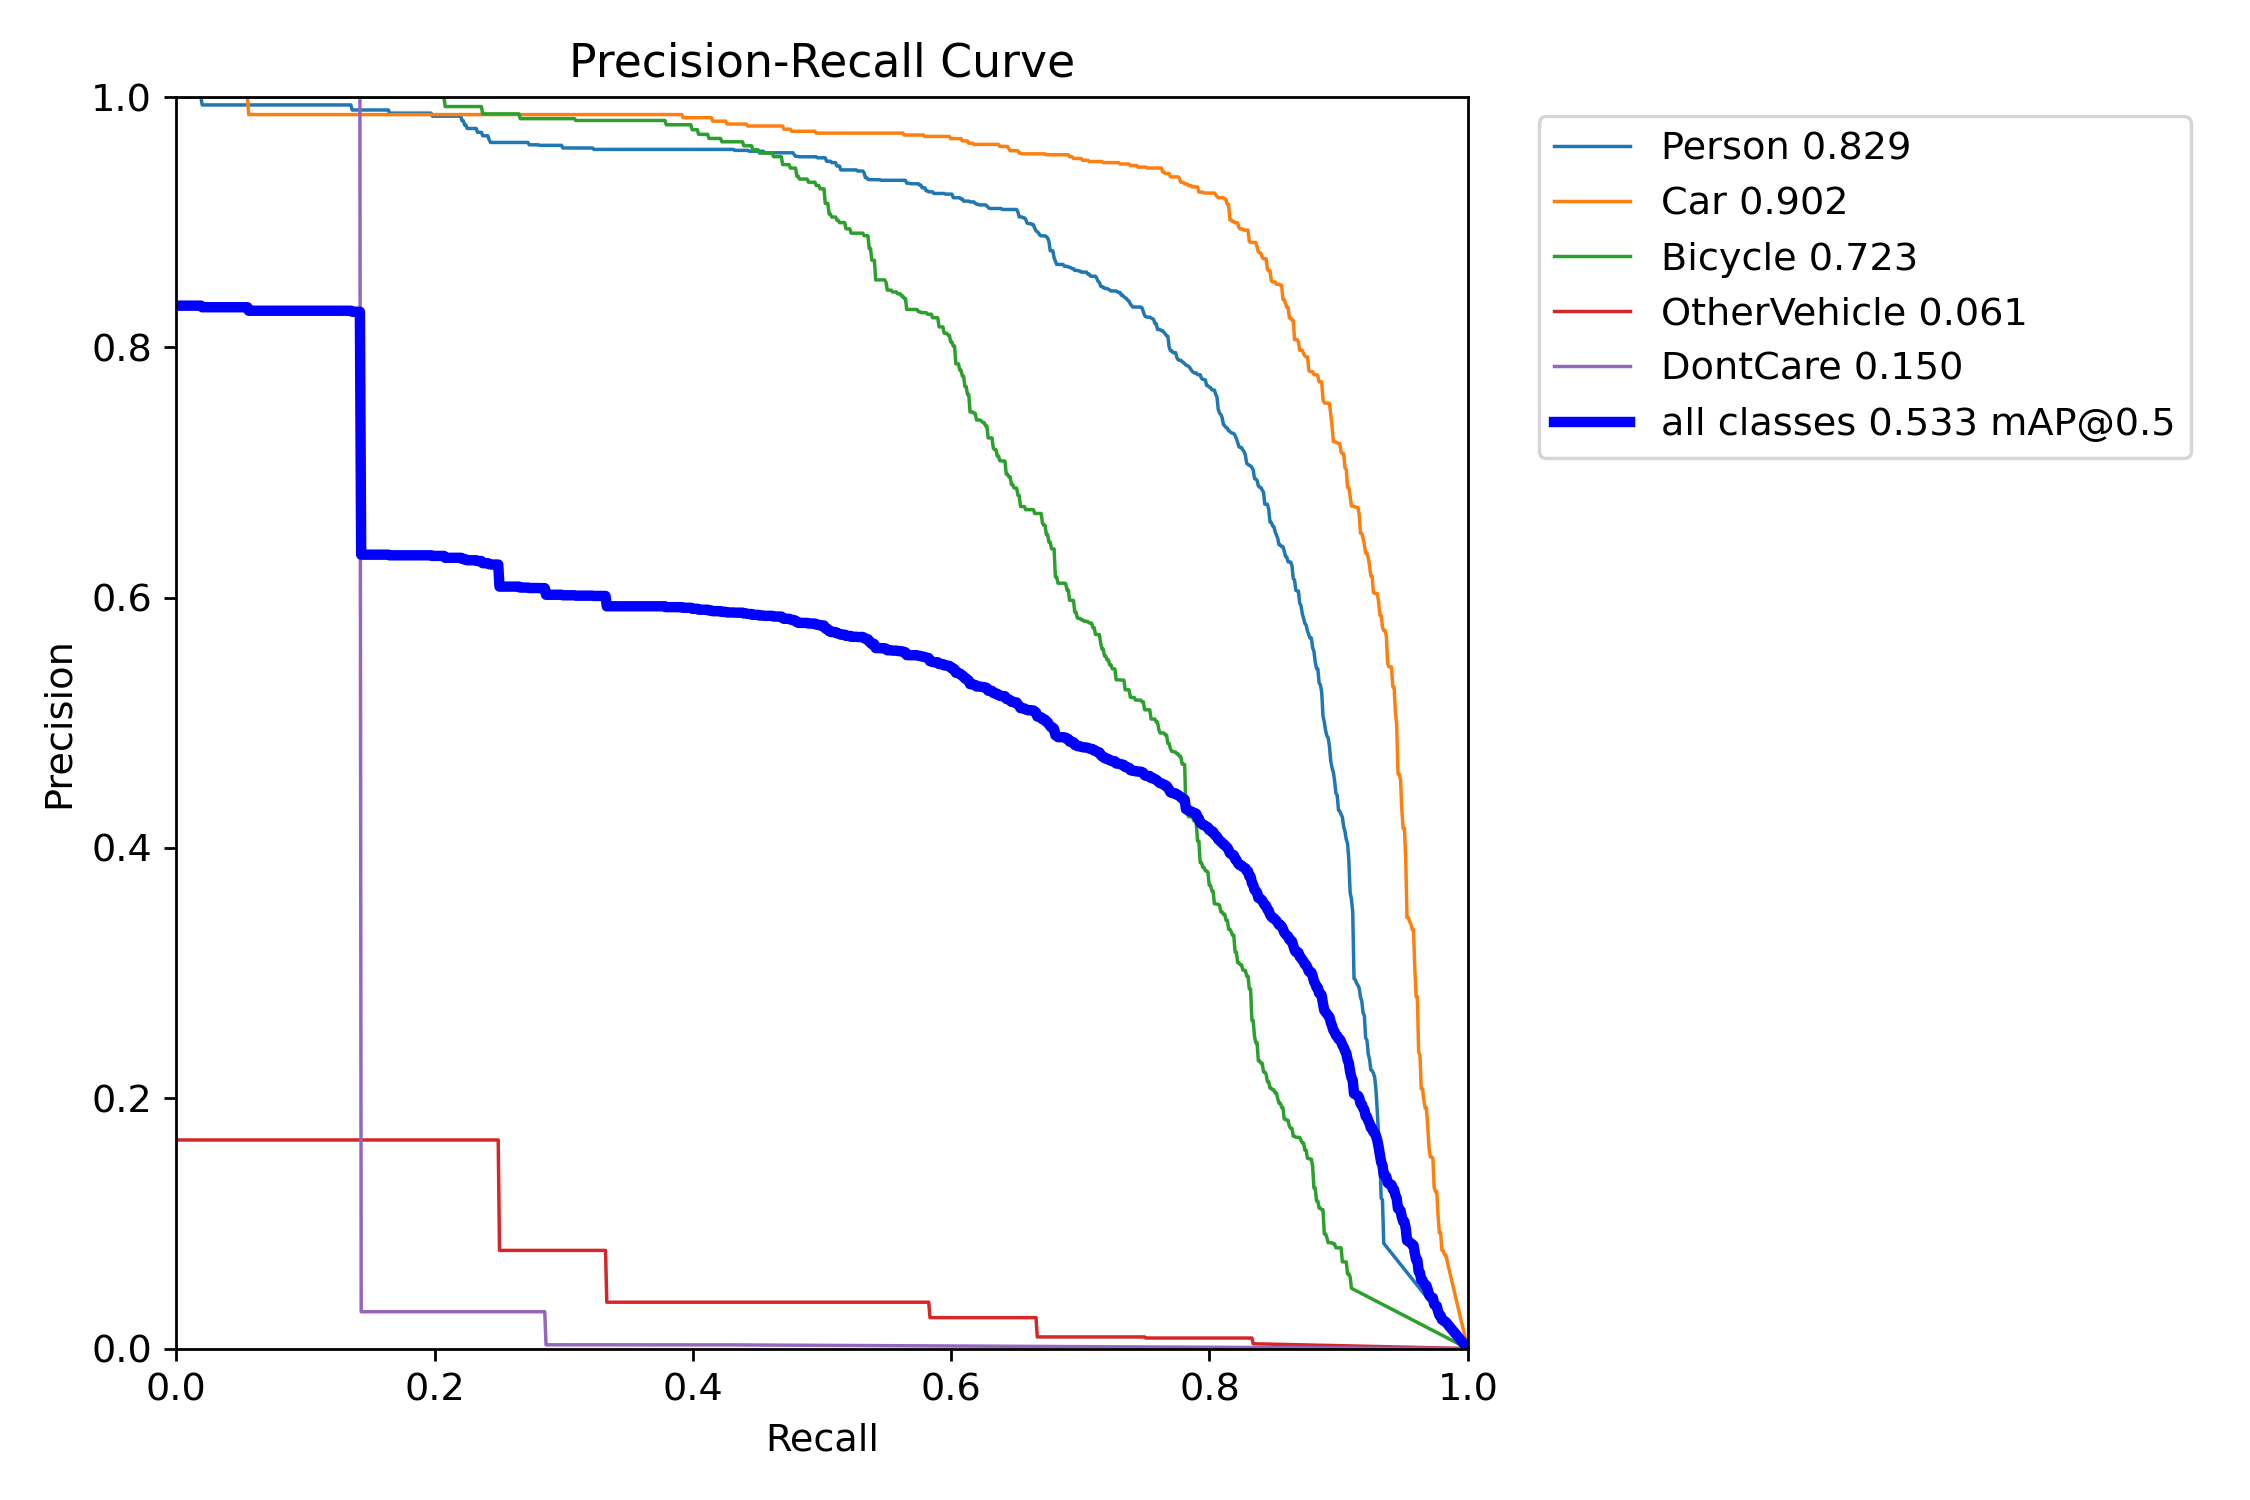 Precision-Recall Curve
1.0
0.8
0.6
0.4
0.2
0.0
Precision
0.0 0.2 0.4 0.6 0.8 1.0
Recall
Person 0.829
Car 0.902
Bicycle 0.723
OtherVehicle 0.061
DontCare 0.150
all classes 0.533 mAP@0.5